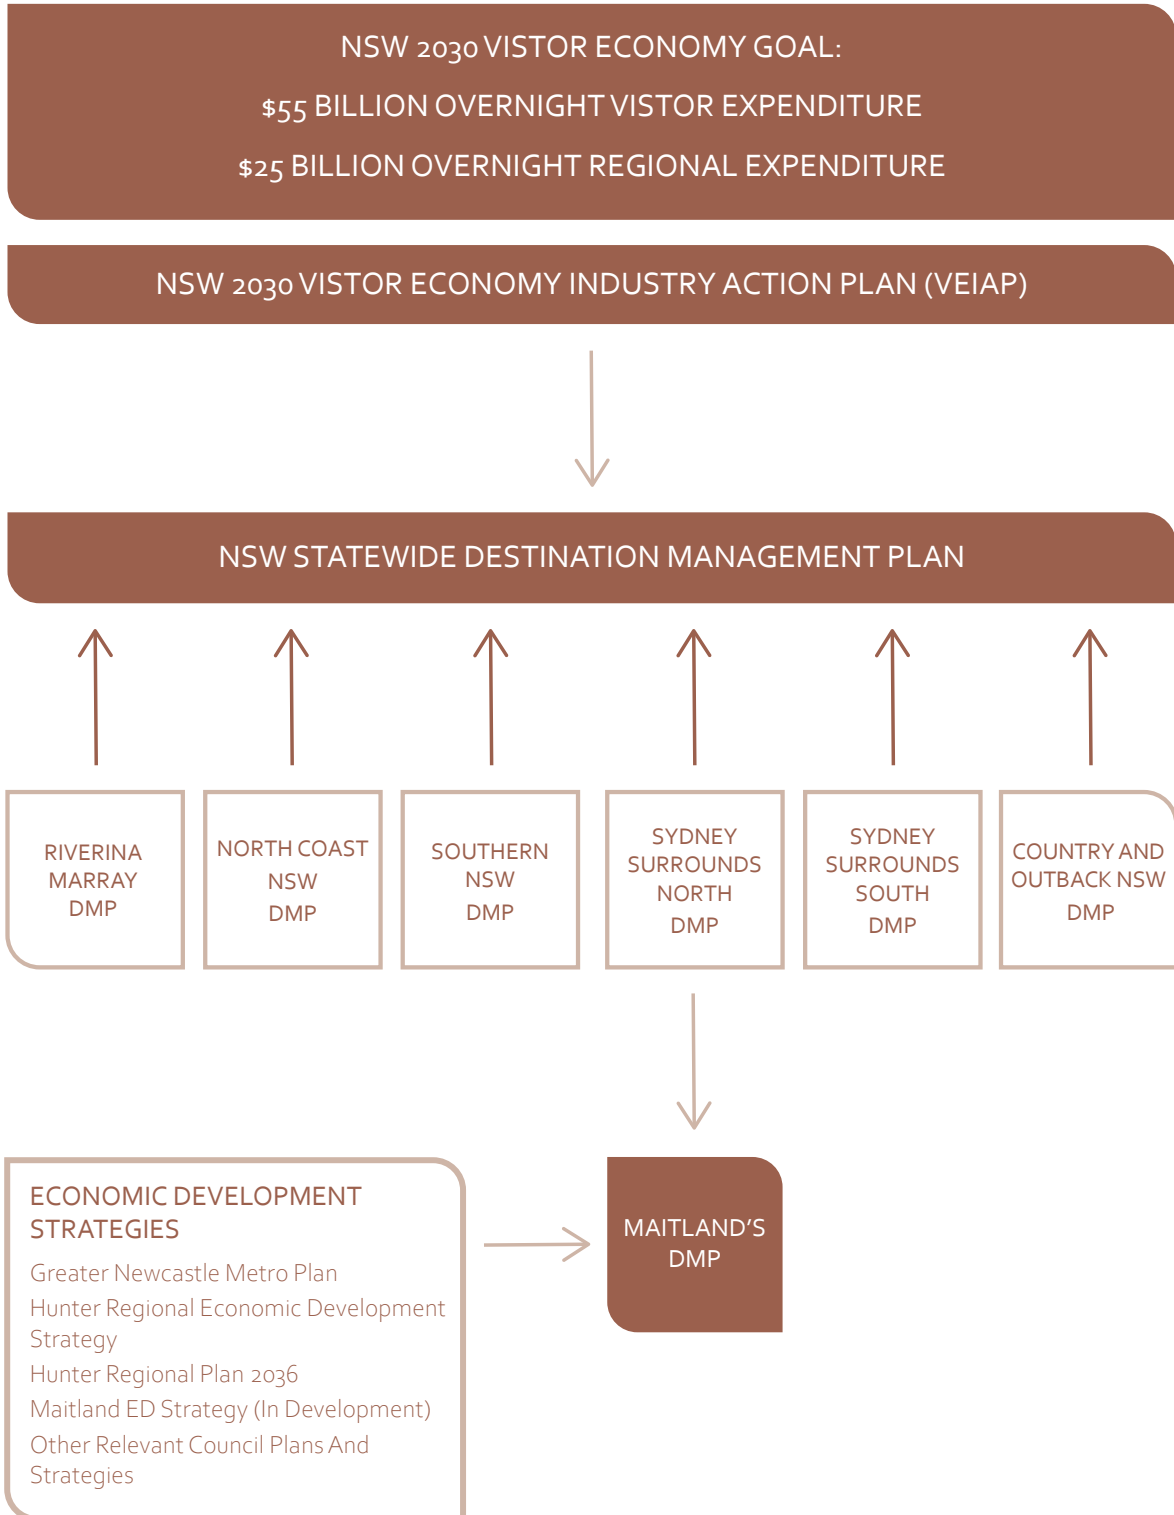 NSW 2030 VISTOR ECONOMY GOAL:
$55 BILLION OVERNIGHT VISTOR EXPENDITURE
$25 BILLION OVERNIGHT REGIONAL EXPENDITURE
NSW 2030 VISTOR ECONOMY INDUSTRY ACTION PLAN (VEIAP)
NSW STATEWIDE DESTINATION MANAGEMENT PLAN
RIVERINA
MARRAY
DMP
NORTH COAST
NSW
DMP
SOUTHERN
NSW
DMP
SYDNEY
SURROUNDS
NORTH
DMP
SYDNEY
SURROUNDS
SOUTH
DMP
COUNTRY AND
OUTBACK NSW
DMP
ECONOMIC DEVELOPMENT
STRATEGIES
Greater Newcastle Metro Plan
Hunter Regional Economic Development
Strategy
Hunter Regional Plan 2036
Maitland ED Strategy (In Development)
Other Relevant Council Plans And
Strategies
MAITLAND’S
DMP